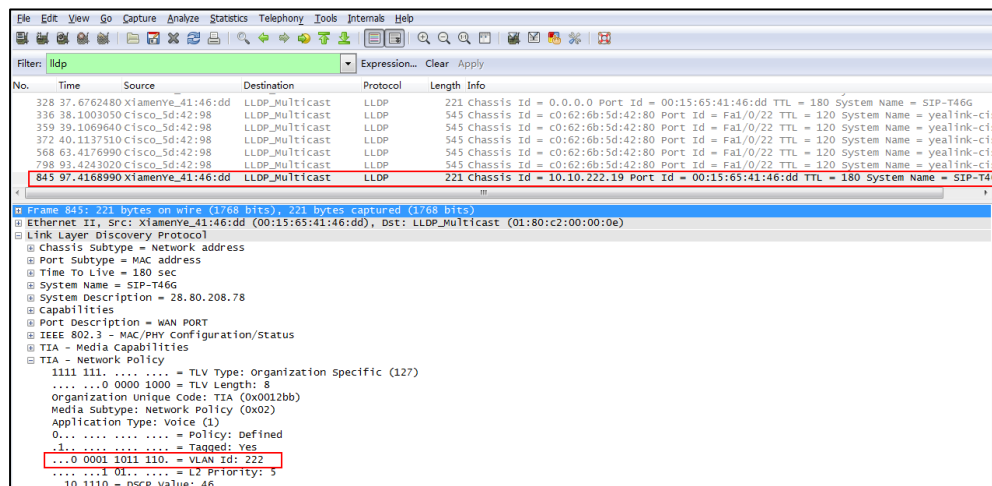 File Edit View Go Capture Analyze Statistics Telephony Tools Internals Help
Filter: lldp Expression... Clear Apply
No. Time Source Destination Protocol Length Info
328 37.6762480 XiamenYe_41:46:dd LLDP_Multicast LLDP 221 Chassis Id = 0.0.0.0 Port Id = 00:15:65:41:46:dd TTL = 180 System Name = SIP-T46G
336 38.1003050 Cisco_5d:42:98 LLDP_Multicast LLDP 545 Chassis Id = c0:62:6b:5d:42:80 Port Id = Fa1/0/22 TTL = 120 System Name = yealink-cis
359 39.1069640 Cisco_5d:42:98 LLDP_Multicast LLDP 545 Chassis Id = c0:62:6b:5d:42:80 Port Id = Fa1/0/22 TTL = 120 System Name = yealink-cis
372 40.1137510 Cisco_5d:42:98 LLDP_Multicast LLDP 545 Chassis Id = c0:62:6b:5d:42:80 Port Id = Fa1/0/22 TTL = 120 System Name = yealink-cis
568 63.4176990 Cisco_5d:42:98 LLDP_Multicast LLDP 545 Chassis Id = c0:62:6b:5d:42:80 Port Id = Fa1/0/22 TTL = 120 System Name = yealink-cis
798 93.4243020 Cisco_5d:42:98 LLDP_Multicast LLDP 545 Chassis Id = c0:62:6b:5d:42:80 Port Id = Fa1/0/22 TTL = 120 System Name = yealink-cis
845 97.4168990 XiamenYe_41:46:dd LLDP_Multicast LLDP 221 Chassis Id = 10.10.222.19 Port Id = 00:15:65:41:46:dd TTL = 180 System Name = SIP-T46
Frame 845: 221 bytes on wire (1768 bits), 221 bytes captured (1768 bits)
Ethernet II, Src: XiamenYe_41:46:dd (00:15:65:41:46:dd), Dst: LLDP_Multicast (01:80:c2:00:00:0e)
Link Layer Discovery Protocol
Chassis Subtype = Network address
Port Subtype = MAC address
Time To Live = 180 sec
System Name = SIP-T46G
System Description = 28.80.208.78
Capabilities
Port Description = WAN PORT
IEEE 802.3 - MAC/PHY Configuration/Status
TIA - Media Capabilities
TIA - Network Policy
1111 111. .... .... = TLV Type: Organization Specific (127)
.... ...0 0000 1000 = TLV Length: 8
Organization Unique Code: TIA (0x0012bb)
Media Subtype: Network Policy (0x02)
Application Type: Voice (1)
0... .... .... .... = Policy: Defined
.1.. .... .... .... = Tagged: Yes
...0 0001 1011 110. = VLAN Id: 222
.... ...1 01.. .... = L2 Priority: 5
..10 1110 = DSCP Value: 46